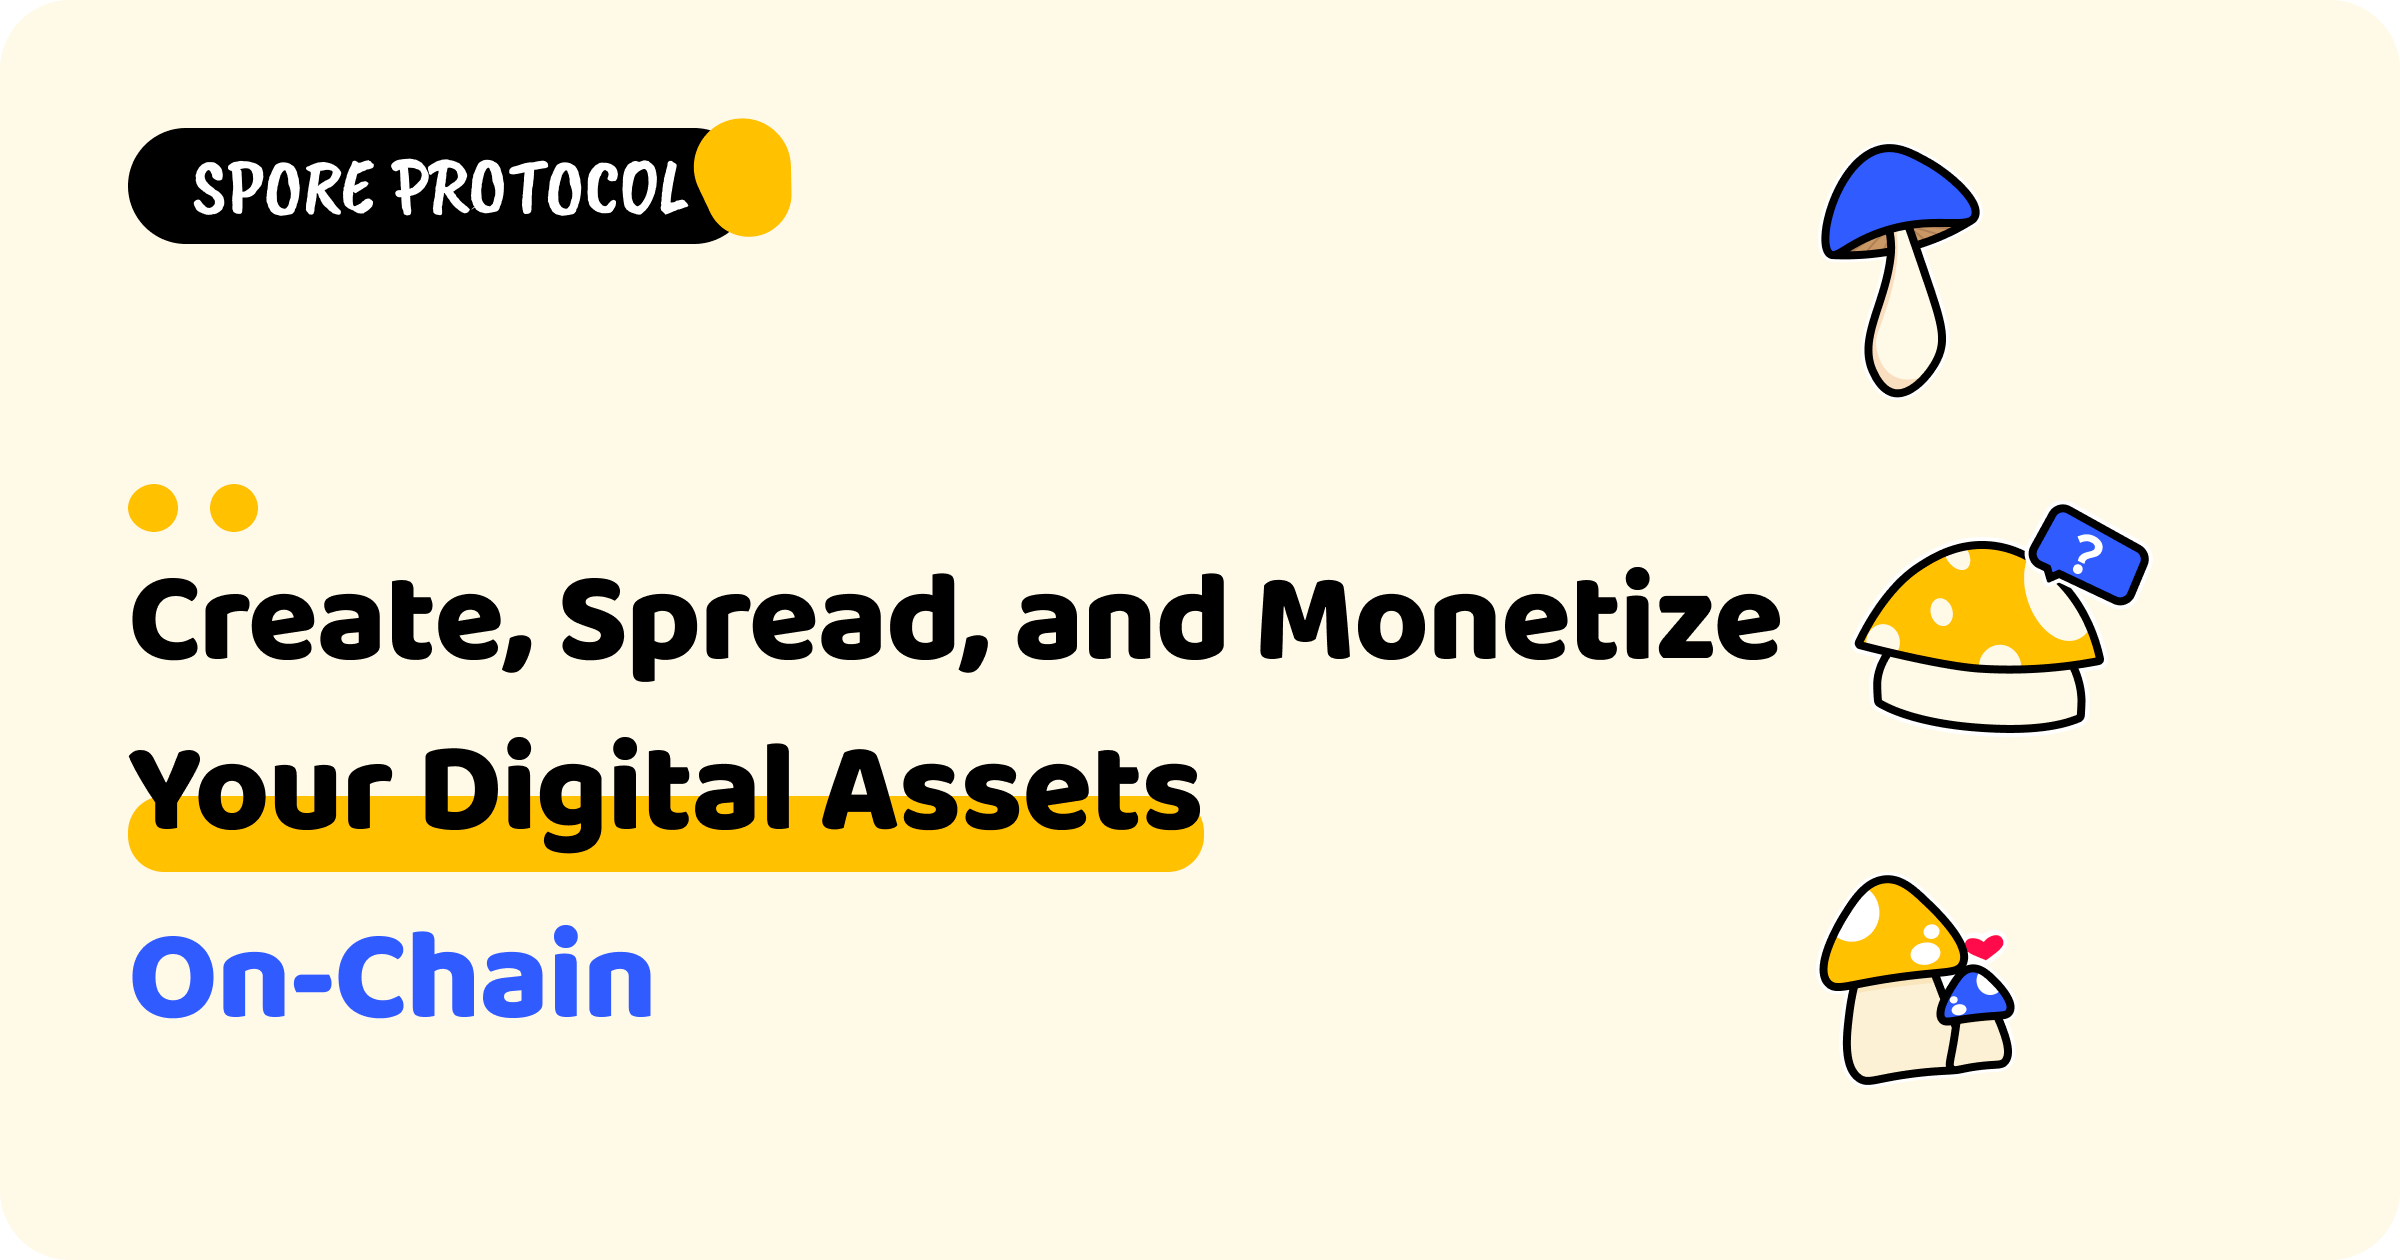 SPORE PROTOCOL
Create, Spread, and Monetize
?
Your Digital Assets
On-Chain